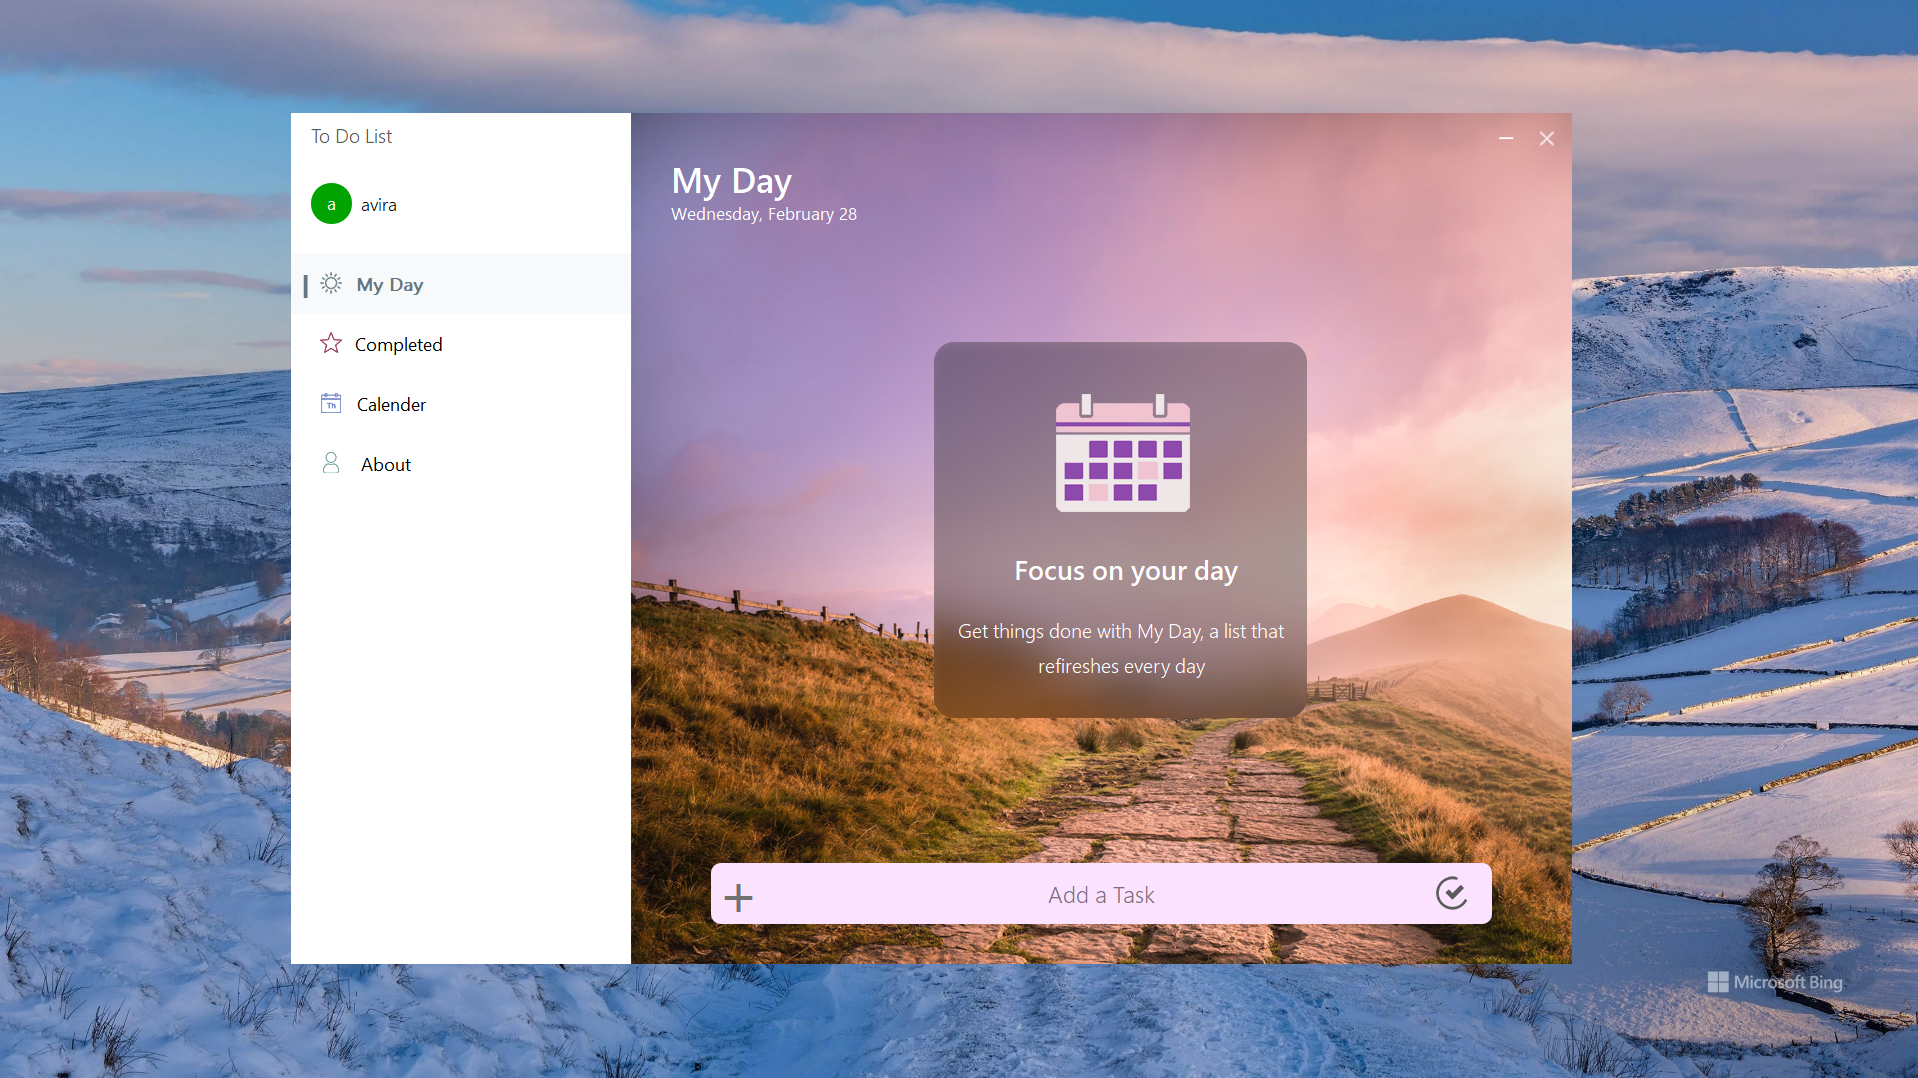 To Do List
a
avira
My Day
Completed
Th
Calender
About
My Day
Wednesday, February 28
Focus on your day
Get things done with My Day, a list that
refireshes every day
Add a Task
Microsoft Bing